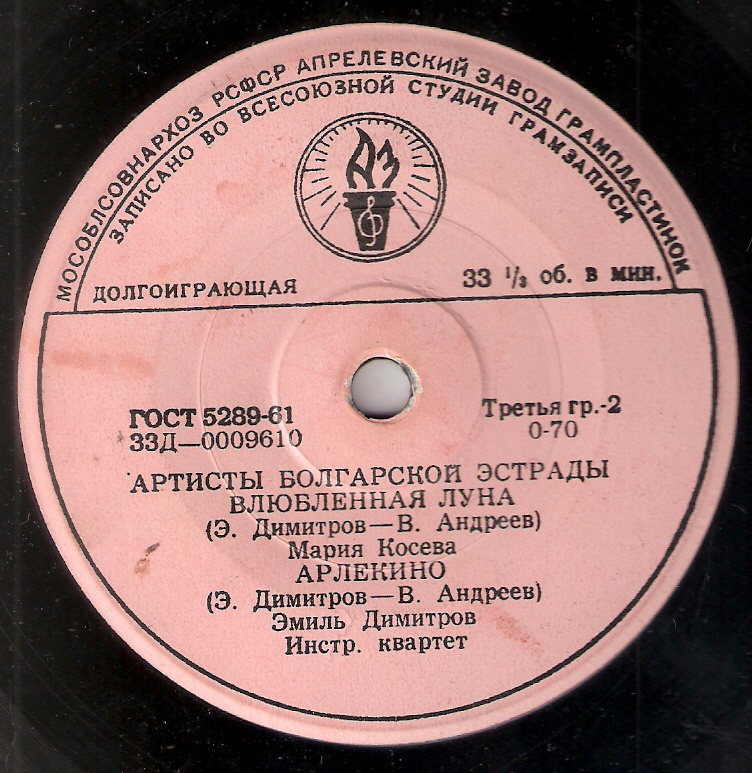 МОСОБЛСОВНАРХОЗ РСФСР АПРЕЛЕВСКИЙ ЗАВОД ГРАМПЛАСТИНОК
ЗАПИСАНО ВО ВСЕСОЮЗНОЙ СТУДИИ ГРАМЗАПИСИ
АЗ
ДОЛГОИГРАЮЩАЯ 33 1/3 об. в мин.
ГОСТ 5289-61 Третья гр.-2
33Д—0009610 0-70
АРТИСТЫ БОЛГАРСКОЙ ЭСТРАДЫ
ВЛЮБЛЕННАЯ ЛУНА
(Э. Димитров—В. Андреев)
Мария Косева
АРЛЕКИНО
(Э. Димитров—В. Андреев)
Эмиль Димитров
Инстр. квартет